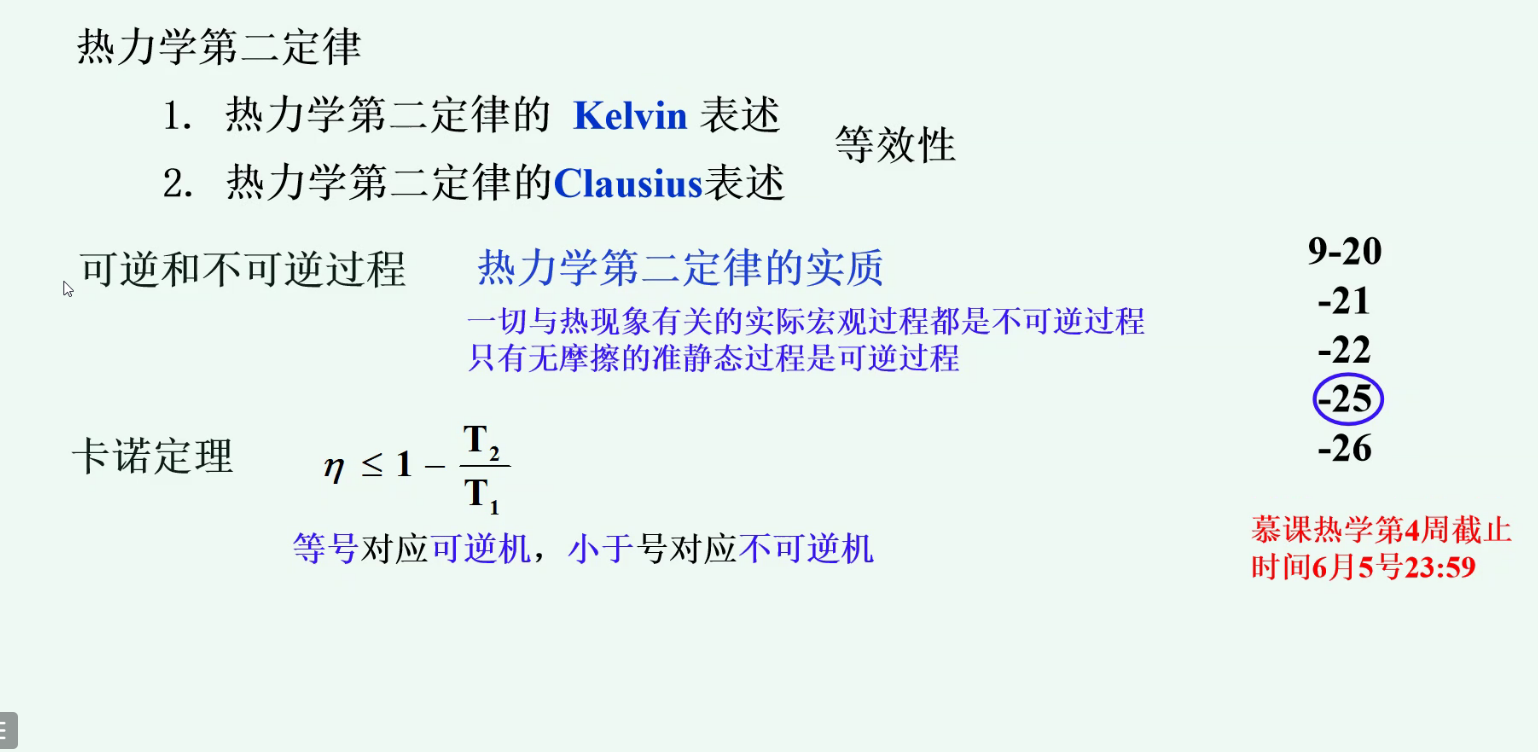 热力学第二定律
1. 热力学第二定律的 Kelvin 表述
等效性
2. 热力学第二定律的Clausius表述
可逆和不可逆过程 热力学第二定律的实质
一切与热现象有关的实际宏观过程都是不可逆过程
只有无摩擦的准静态过程是可逆过程
卡诺定理 η ≤ 1 − T₂/T₁
等号对应可逆机，小于号对应不可逆机
9-20
-21
-22
-25
-26
慕课热学第4周截止
时间6月5号23:59